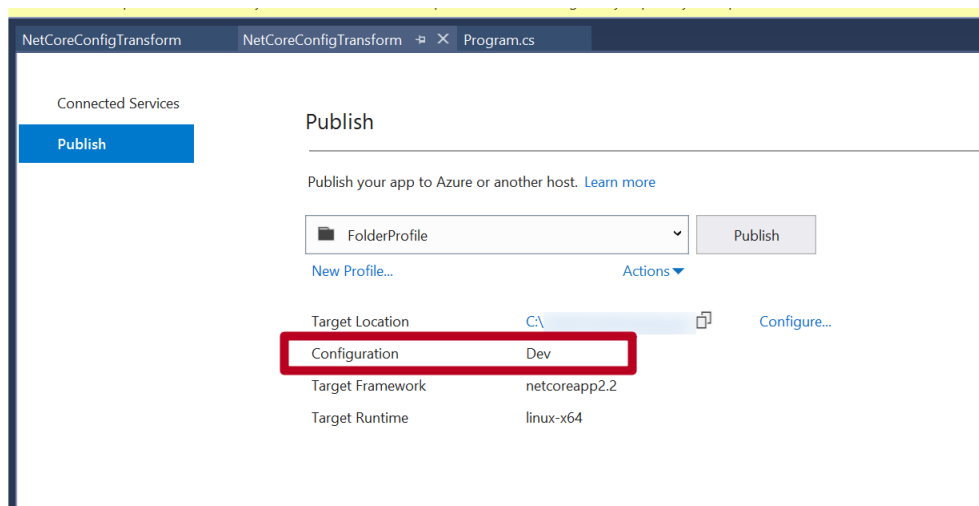 NetCoreConfigTransform NetCoreConfigTransform Program.cs
Connected Services
Publish
Publish
Publish your app to Azure or another host. Learn more
FolderProfile Publish
New Profile... Actions
Target Location C:\ Configure...
Configuration Dev
Target Framework netcoreapp2.2
Target Runtime linux-x64